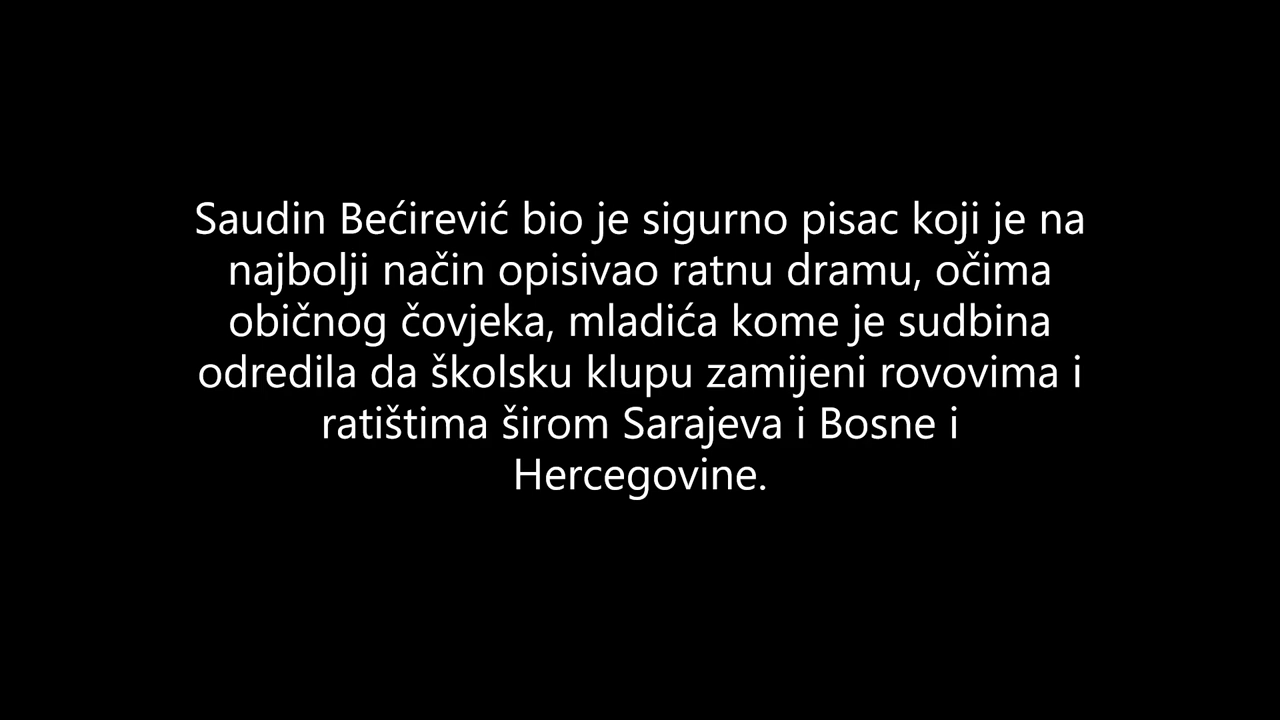 Saudin Bećirević bio je sigurno pisac koji je na
najbolji način opisivao ratnu dramu, očima
običnog čovjeka, mladića kome je sudbina
odredila da školsku klupu zamijeni rovovima i
ratištima širom Sarajeva i Bosne i
Hercegovine.